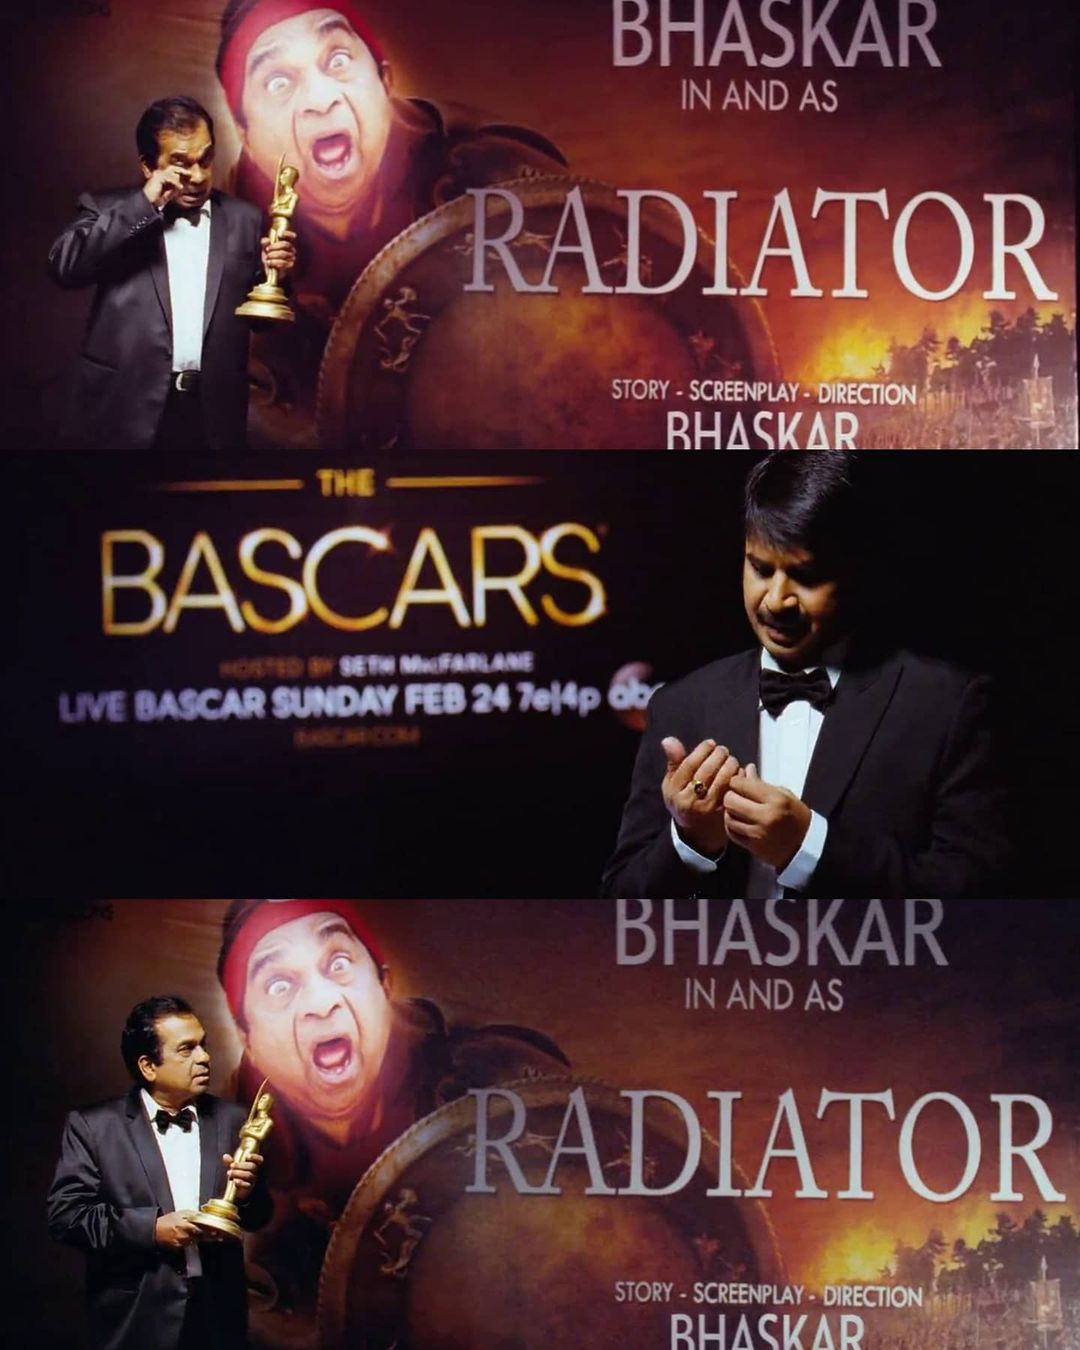 BHASKAR
IN AND AS
RADIATOR
STORY - SCREENPLAY - DIRECTION
BHASKAR
THE
BASCARS
HOSTED BY SETH MacFARLANE
LIVE BASCAR SUNDAY FEB 24 7e|4p abc
BHASKAR
IN AND AS
RADIATOR
STORY - SCREENPLAY - DIRECTION
BHASKAR